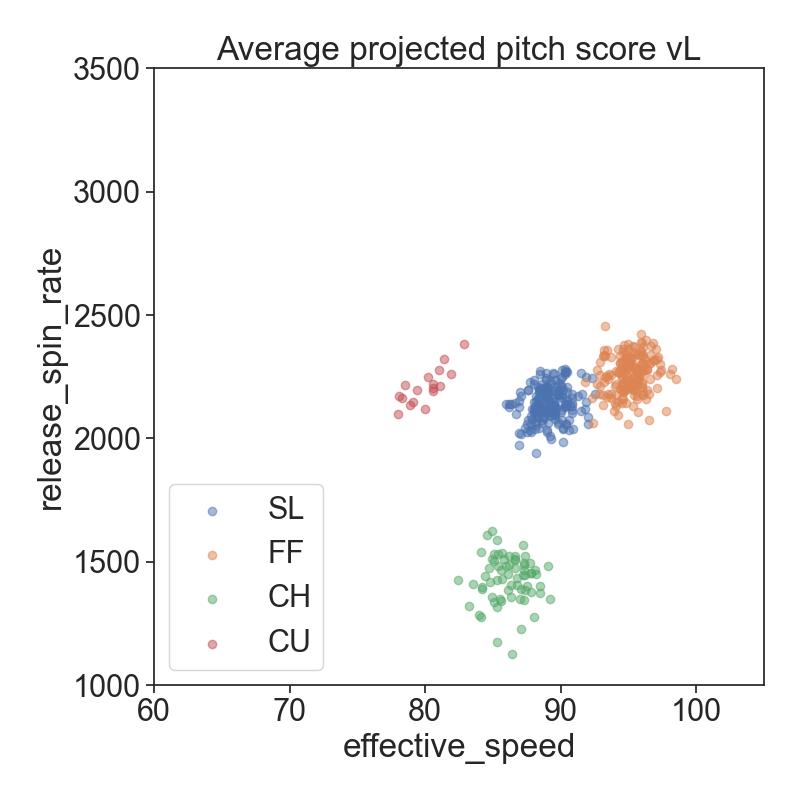 Average projected pitch score vL
3500
3000
2500
2000
1500
1000
release_spin_rate
SL
FF
CH
CU
60 70 80 90 100
effective_speed